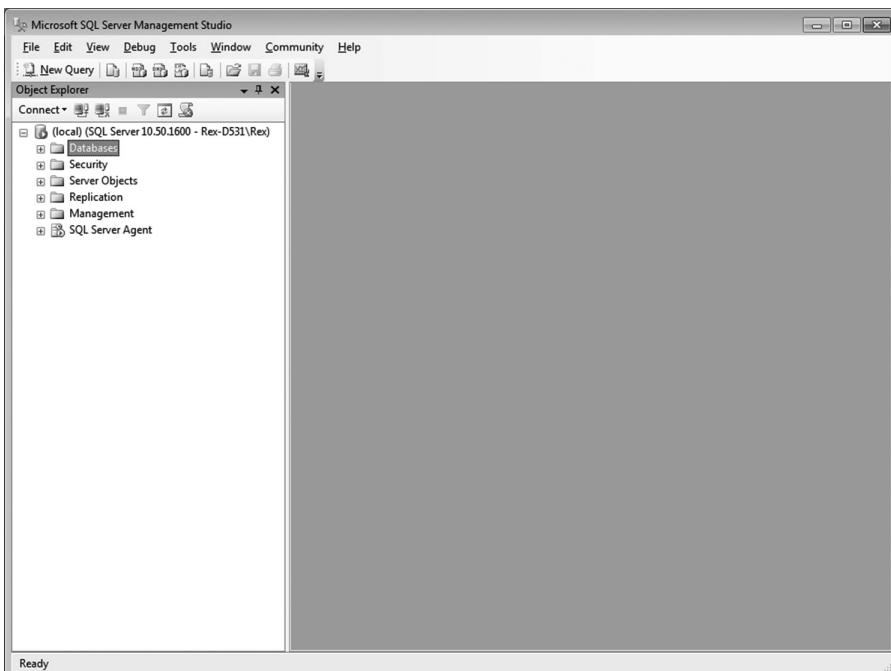 Microsoft SQL Server Management Studio
File Edit View Debug Tools Window Community Help
New Query
Object Explorer
Connect
(local) (SQL Server 10.50.1600 - Rex-D531\Rex)
Databases
Security
Server Objects
Replication
Management
SQL Server Agent
Ready